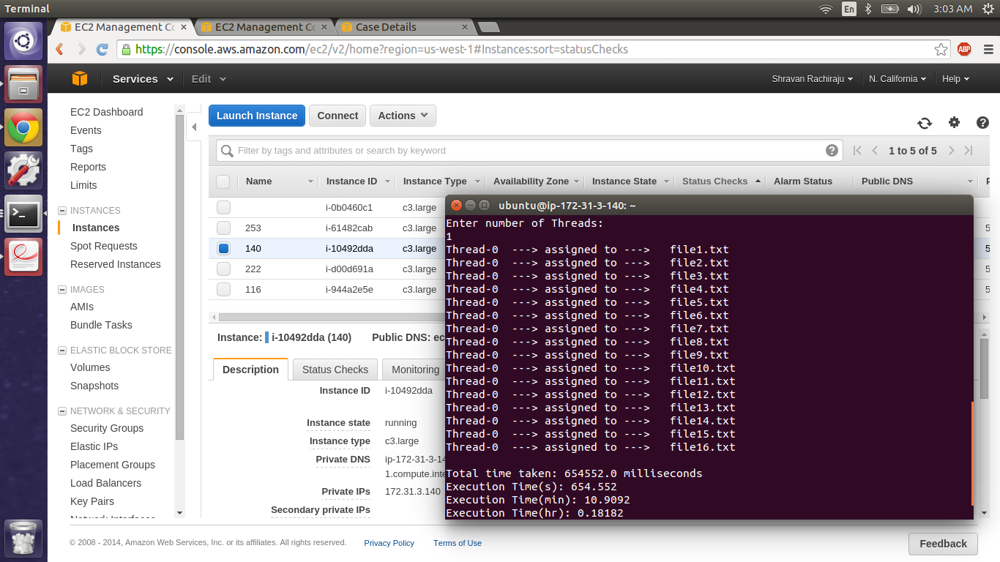 Terminal
En
3:03 AM
EC2 Management Co
EC2 Management Co
Case Details
https://console.aws.amazon.com/ec2/v2/home?region=us-west-1#Instances:sort=statusChecks
ABP
Services
Edit
Shravan Rachiraju
N. California
Help
EC2 Dashboard
Events
Tags
Reports
Limits
INSTANCES
Instances
Spot Requests
Reserved Instances
IMAGES
AMIs
Bundle Tasks
ELASTIC BLOCK STORE
Volumes
Snapshots
NETWORK & SECURITY
Security Groups
Elastic IPs
Placement Groups
Load Balancers
Key Pairs
Network Interfaces
Launch Instance
Connect
Actions
Filter by tags and attributes or search by keyword
1 to 5 of 5
Name Instance ID Instance Type Availability Zone Instance State Status Checks Alarm Status Public DNS
i-0b0460c1 c3.large
253 i-61482cab c3.large 5
140 i-10492dda c3.large 5
222 i-d00d691a c3.large 5
116 i-944a2e5e c3.large 5
Instance: i-10492dda (140) Public DNS: ec
Description
Status Checks
Monitoring
Instance ID i-10492dda
Instance state running
Instance type c3.large
Private DNS ip-172-31-3-14
1.compute.inte
Private IPs 172.31.3.140
Secondary private IPs
ubuntu@ip-172-31-3-140: ~
Enter number of Threads:
1
Thread-0 ---> assigned to ---> file1.txt
Thread-0 ---> assigned to ---> file2.txt
Thread-0 ---> assigned to ---> file3.txt
Thread-0 ---> assigned to ---> file4.txt
Thread-0 ---> assigned to ---> file5.txt
Thread-0 ---> assigned to ---> file6.txt
Thread-0 ---> assigned to ---> file7.txt
Thread-0 ---> assigned to ---> file8.txt
Thread-0 ---> assigned to ---> file9.txt
Thread-0 ---> assigned to ---> file10.txt
Thread-0 ---> assigned to ---> file11.txt
Thread-0 ---> assigned to ---> file12.txt
Thread-0 ---> assigned to ---> file13.txt
Thread-0 ---> assigned to ---> file14.txt
Thread-0 ---> assigned to ---> file15.txt
Thread-0 ---> assigned to ---> file16.txt
Total time taken: 654552.0 milliseconds
Execution Time(s): 654.552
Execution Time(min): 10.9092
Execution Time(hr): 0.18182
© 2008 - 2014, Amazon Web Services, Inc. or its affiliates. All rights reserved.
Privacy Policy
Terms of Use
Feedback